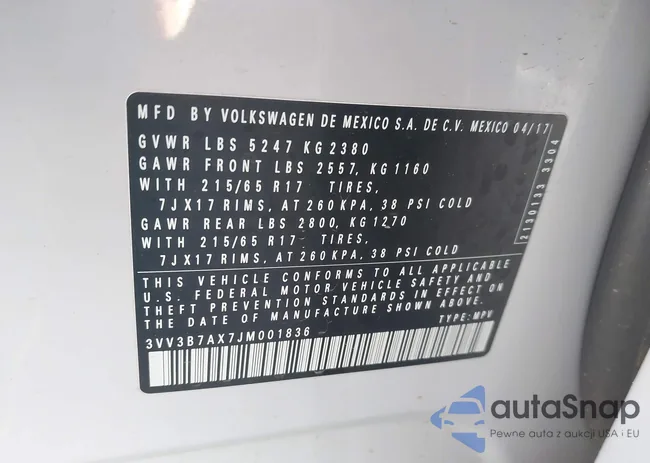 MFD BY VOLKSWAGEN DE MEXICO S.A. DE C.V. MEXICO 04/17
GVWR LBS 5247 KG 2380
GAWR FRONT LBS 2557, KG 1160
WITH 215/65 R17 TIRES,
7JX17 RIMS, AT 260 KPA, 38 PSI COLD
GAWR REAR LBS 2800, KG 1270
WITH 215/65 R17 TIRES,
7JX17 RIMS, AT 260 KPA, 38 PSI COLD
THIS VEHICLE CONFORMS TO ALL APPLICABLE
U.S. FEDERAL MOTOR VEHICLE SAFETY AND
THEFT PREVENTION STANDARDS IN EFFECT ON
THE DATE OF MANUFACTURE SHOWN ABOVE.
3VV3B7AX7JM001836 TYPE: MPV
2130133 3304
autaSnap
Pewne auta z aukcji USA i EU